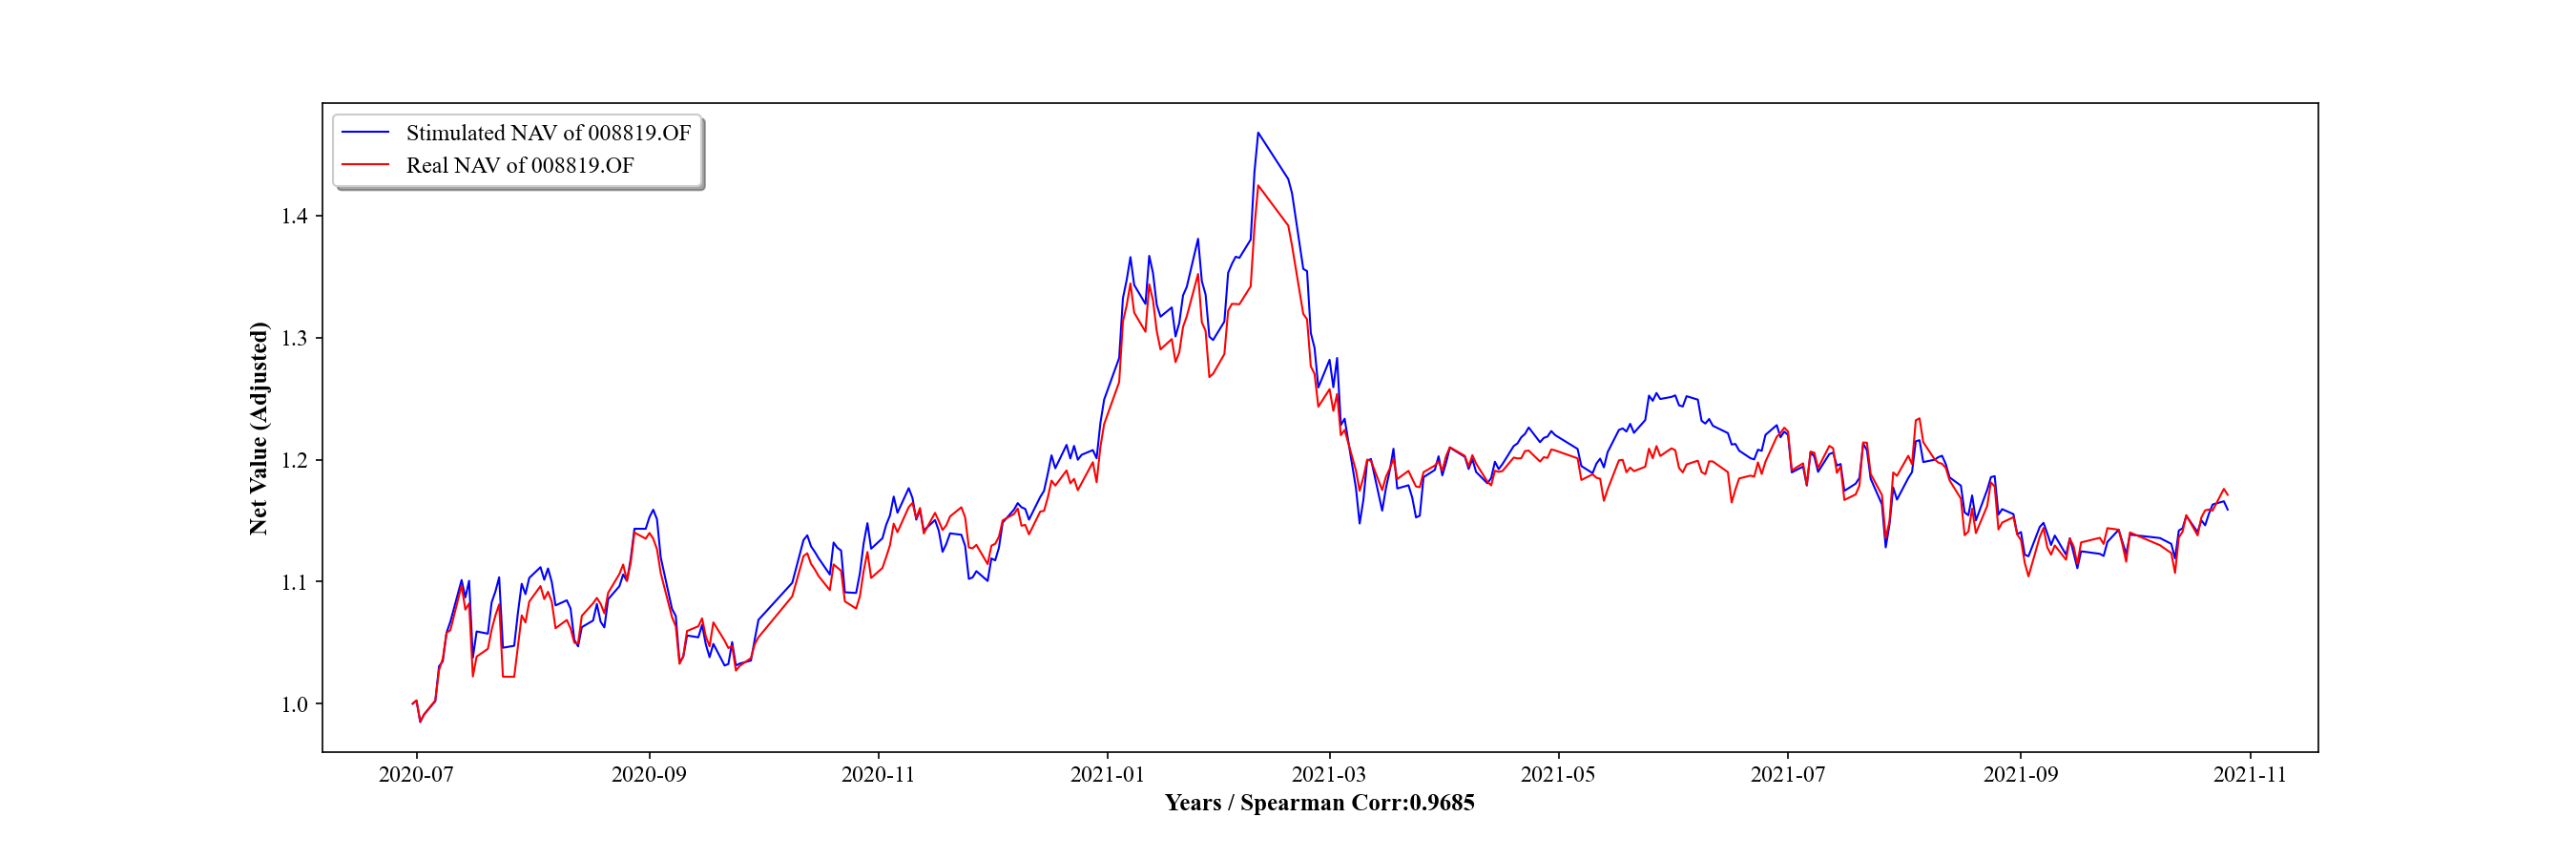 Stimulated NAV of 008819.OF
Real NAV of 008819.OF
Net Value (Adjusted)
1.4
1.3
1.2
1.1
1.0
2020-07 2020-09 2020-11 2021-01 2021-03 2021-05 2021-07 2021-09 2021-11
Years / Spearman Corr:0.9685